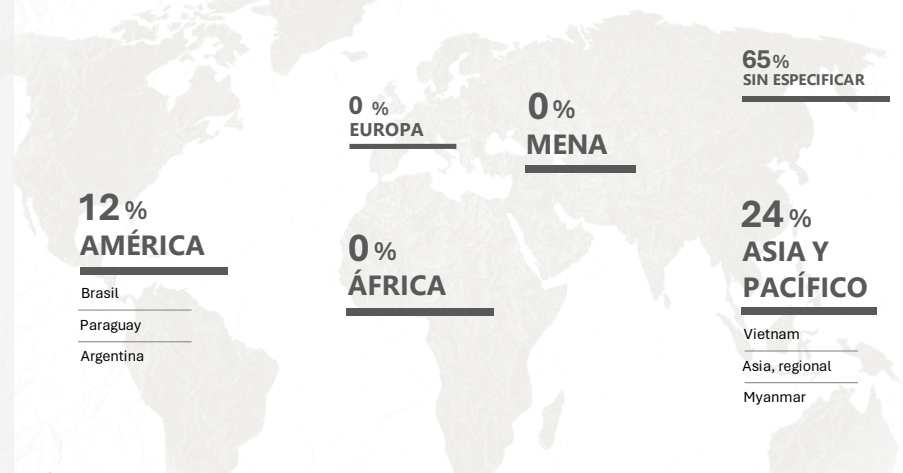 65%
SIN ESPECIFICAR
0 %
EUROPA
0%
MENA
12%
AMÉRICA
Brasil
Paraguay
Argentina
0%
ÁFRICA
24%
ASIA Y
PACÍFICO
Vietnam
Asia, regional
Myanmar